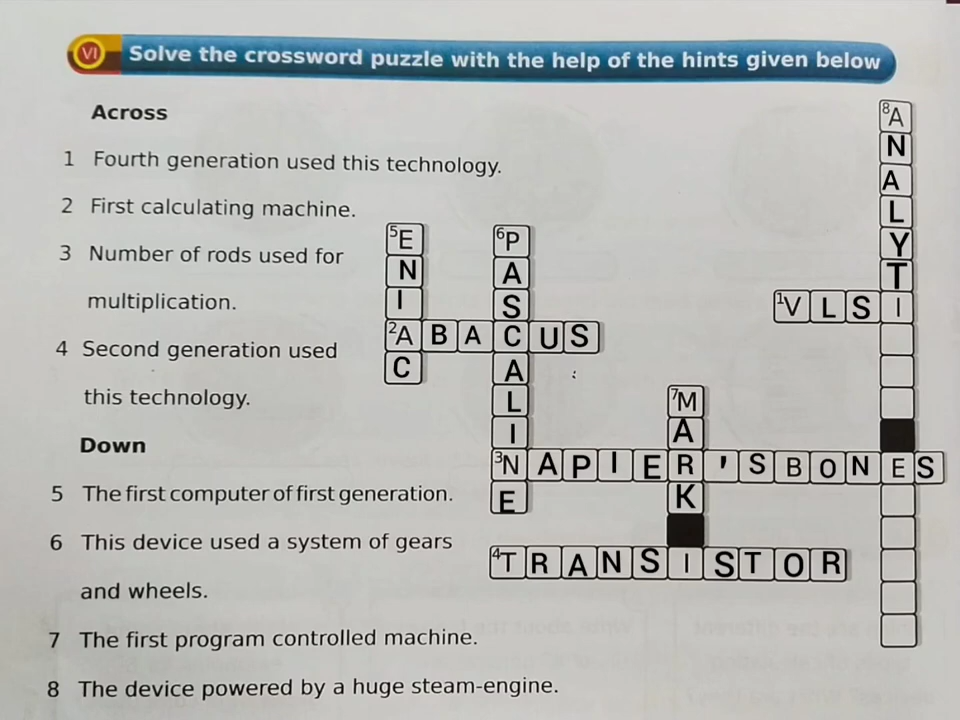 VI Solve the crossword puzzle with the help of the hints given below
Across
1 Fourth generation used this technology.
2 First calculating machine.
3 Number of rods used for
multiplication.
4 Second generation used
this technology.
Down
5 The first computer of first generation.
6 This device used a system of gears
and wheels.
7 The first program controlled machine.
8 The device powered by a huge steam-engine.
5 E N I A C
6 P A S C A L I N E
8 A N A L Y T I E
1 V L S I
2 A B A C U S
7 M A R K I
3 N A P I E R ' S B O N E S
4 T R A N S I S T O R